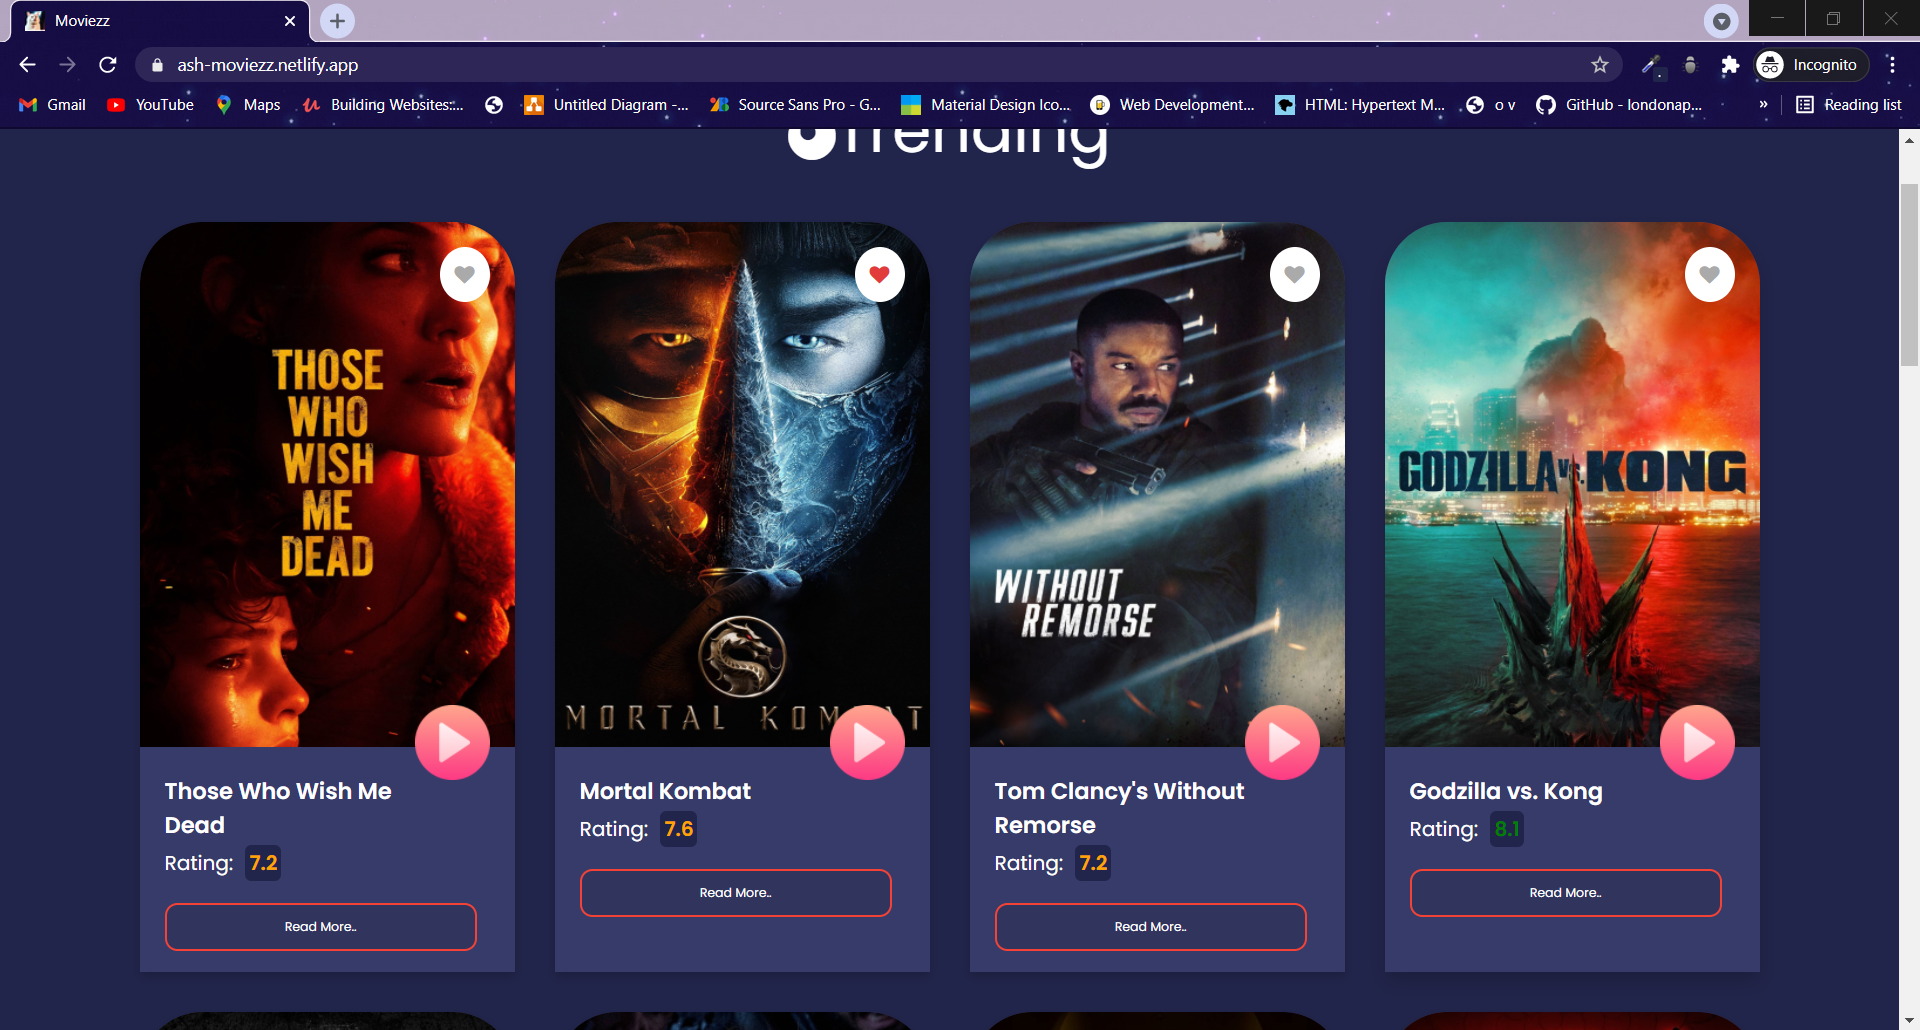 Moviezz
ash-moviezz.netlify.app
Incognito
Gmail
YouTube
Maps
Building Websites:...
Untitled Diagram -...
Source Sans Pro - G...
Material Design Ico...
Web Development...
HTML: Hypertext M...
o v
GitHub - londonap...
»
Reading list
Trending
THOSE
WHO
WISH
ME
DEAD
MORTAL KOMBAT
WITHOUT
REMORSE
GODZILLA VS. KONG
Those Who Wish Me
Dead
Rating: 7.2
Read More..
Mortal Kombat
Rating: 7.6
Read More..
Tom Clancy's Without
Remorse
Rating: 7.2
Read More..
Godzilla vs. Kong
Rating: 8.1
Read More..